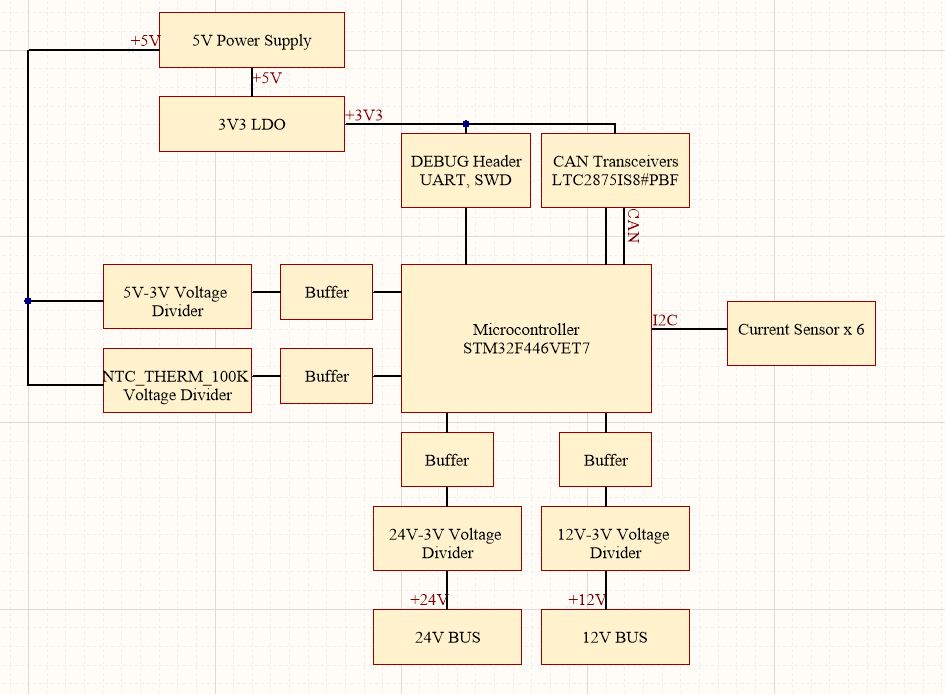 +5V
5V Power Supply
+5V
3V3 LDO
+3V3
DEBUG Header
UART, SWD
CAN Transceivers
LTC2875IS8#PBF
CAN
5V-3V Voltage
Divider
Buffer
Microcontroller
STM32F446VET7
I2C
Current Sensor x 6
NTC_THERM_100K
Voltage Divider
Buffer
Buffer
Buffer
24V-3V Voltage
Divider
12V-3V Voltage
Divider
+24V
+12V
24V BUS
12V BUS